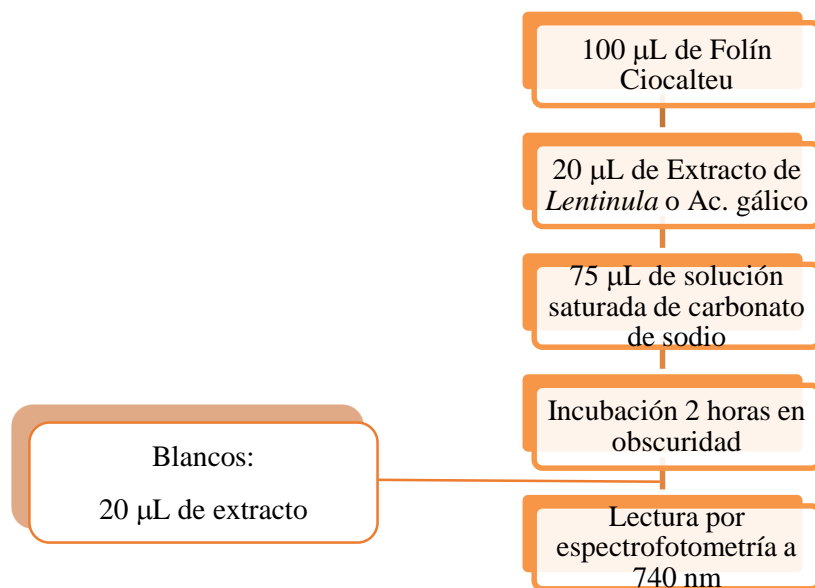 100 μL de Folín
Ciocalteu
20 μL de Extracto de
Lentinula o Ac. gálico
75 μL de solución
saturada de carbonato
de sodio
Incubación 2 horas en
obscuridad
Blancos:
20 μL de extracto
Lectura por
espectrofotometría a
740 nm